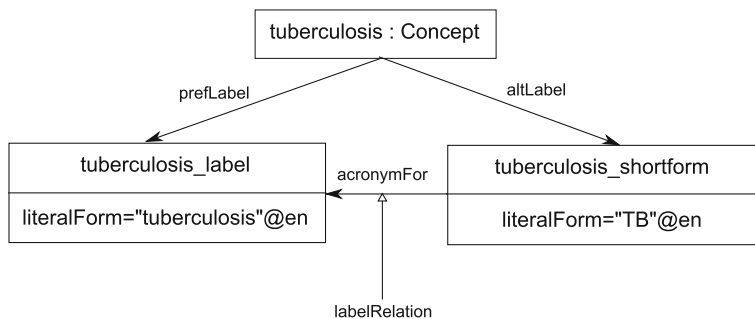 tuberculosis : Concept
prefLabel
altLabel
tuberculosis_label
literalForm="tuberculosis"@en
acronymFor
tuberculosis_shortform
literalForm="TB"@en
labelRelation